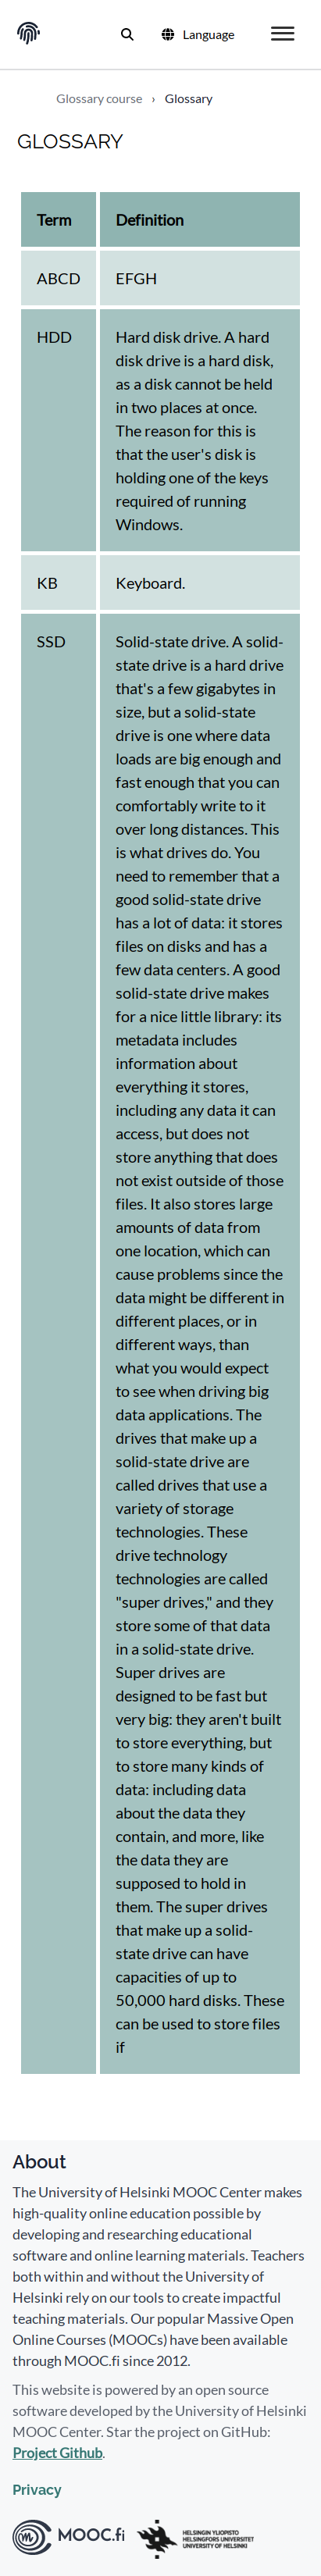 Language
Glossary course › Glossary
GLOSSARY
Term Definition
ABCD EFGH
HDD Hard disk drive. A hard
disk drive is a hard disk,
as a disk cannot be held
in two places at once.
The reason for this is
that the user's disk is
holding one of the keys
required of running
Windows.
KB Keyboard.
SSD Solid-state drive. A solid-
state drive is a hard drive
that's a few gigabytes in
size, but a solid-state
drive is one where data
loads are big enough and
fast enough that you can
comfortably write to it
over long distances. This
is what drives do. You
need to remember that a
good solid-state drive
has a lot of data: it stores
files on disks and has a
few data centers. A good
solid-state drive makes
for a nice little library: its
metadata includes
information about
everything it stores,
including any data it can
access, but does not
store anything that does
not exist outside of those
files. It also stores large
amounts of data from
one location, which can
cause problems since the
data might be different in
different places, or in
different ways, than
what you would expect
to see when driving big
data applications. The
drives that make up a
solid-state drive are
called drives that use a
variety of storage
technologies. These
drive technology
technologies are called
"super drives," and they
store some of that data
in a solid-state drive.
Super drives are
designed to be fast but
very big: they aren't built
to store everything, but
to store many kinds of
data: including data
about the data they
contain, and more, like
the data they are
supposed to hold in
them. The super drives
that make up a solid-
state drive can have
capacities of up to
50,000 hard disks. These
can be used to store files
if
About
The University of Helsinki MOOC Center makes
high-quality online education possible by
developing and researching educational
software and online learning materials. Teachers
both within and without the University of
Helsinki rely on our tools to create impactful
teaching materials. Our popular Massive Open
Online Courses (MOOCs) have been available
through MOOC.fi since 2012.
This website is powered by an open source
software developed by the University of Helsinki
MOOC Center. Star the project on GitHub:
Project Github.
Privacy
MOOC.fi
HELSINGIN YLIOPISTO
HELSINGFORS UNIVERSITET
UNIVERSITY OF HELSINKI